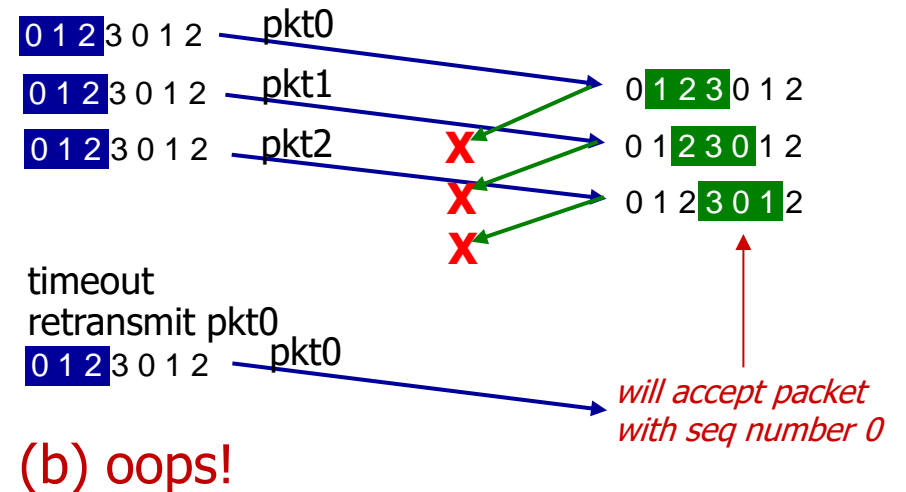 0 1 2 3 0 1 2 pkt0
0 1 2 3 0 1 2 pkt1
0 1 2 3 0 1 2 pkt2
0 1 2 3 0 1 2
X
0 1 2 3 0 1 2
X
0 1 2 3 0 1 2
X
timeout
retransmit pkt0
0 1 2 3 0 1 2 pkt0
will accept packet
with seq number 0
(b) oops!